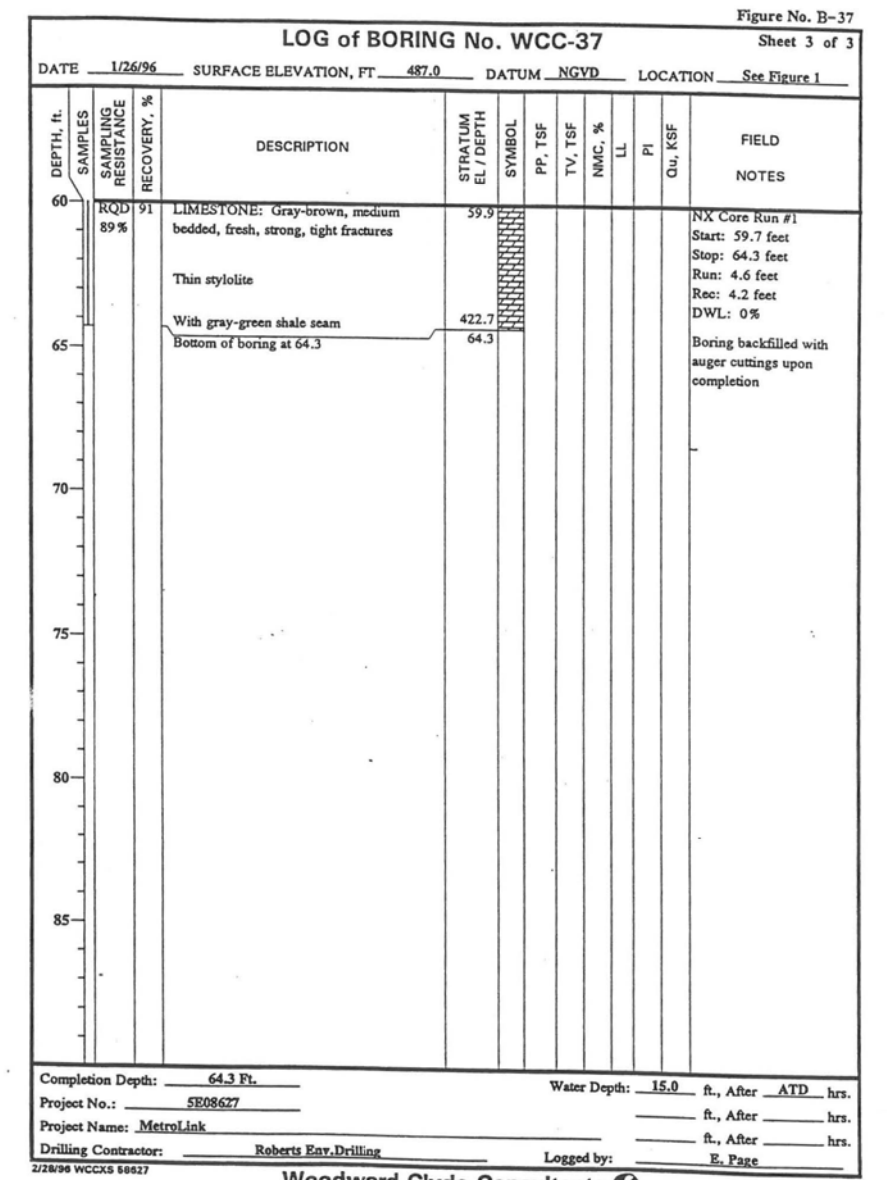 Figure No. B-37
LOG of BORING No. WCC-37
Sheet 3 of 3
DATE 1/26/96 SURFACE ELEVATION, FT 487.0 DATUM NGVD LOCATION See Figure 1
DEPTH, ft.
SAMPLES
SAMPLING RESISTANCE
RECOVERY, %
DESCRIPTION
STRATUM EL / DEPTH
SYMBOL
PP, TSF
TV, TSF
NMC, %
LL
PI
Qu, KSF
FIELD NOTES
60
RQD 91 LIMESTONE: Gray-brown, medium 59.9 NX Core Run #1
89% bedded, fresh, strong, tight fractures Start: 59.7 feet
Stop: 64.3 feet
Thin stylolite Run: 4.6 feet
Rec: 4.2 feet
With gray-green shale seam 422.7 DWL: 0%
65 Bottom of boring at 64.3 64.3 Boring backfilled with
auger cuttings upon
completion
70
75
80
85
Completion Depth: 64.3 Ft. Water Depth: 15.0 ft., After ATD hrs.
Project No.: 5E08627 ft., After hrs.
Project Name: MetroLink ft., After hrs.
Drilling Contractor: Roberts Env.Drilling Logged by: E. Page
2/28/96 WCCXS 58627
Woodward-Clyde Consultants